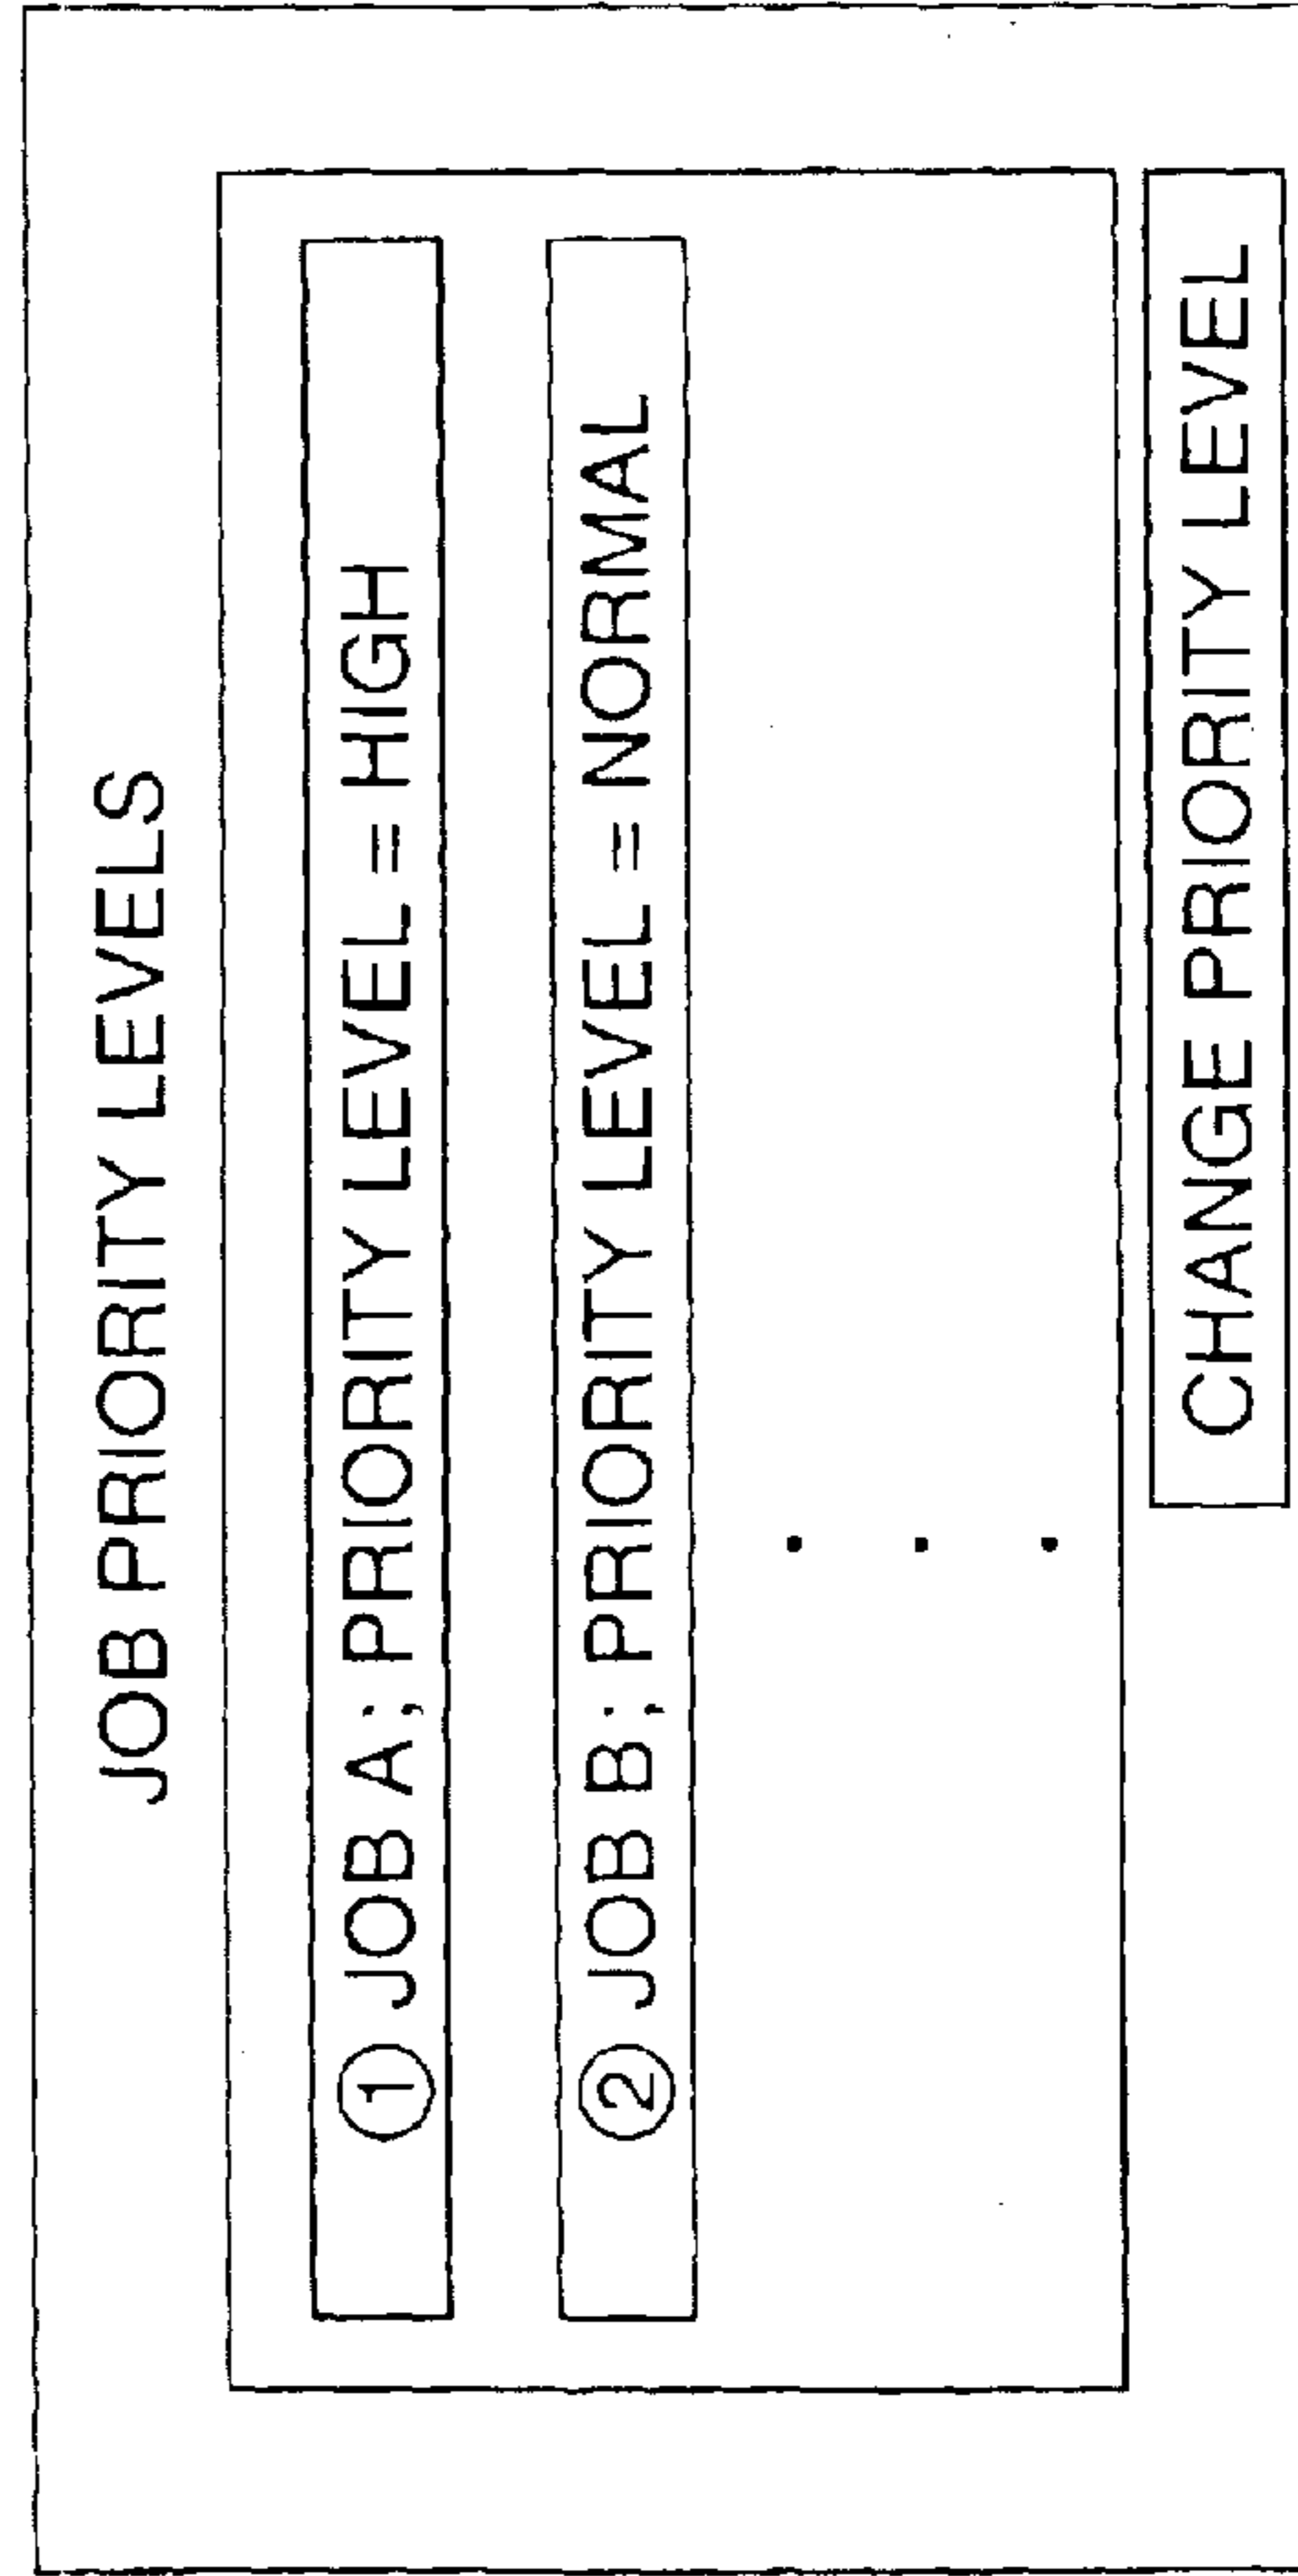 JOB PRIORITY LEVELS
① JOB A; PRIORITY LEVEL = HIGH
② JOB B; PRIORITY LEVEL = NORMAL
CHANGE PRIORITY LEVEL